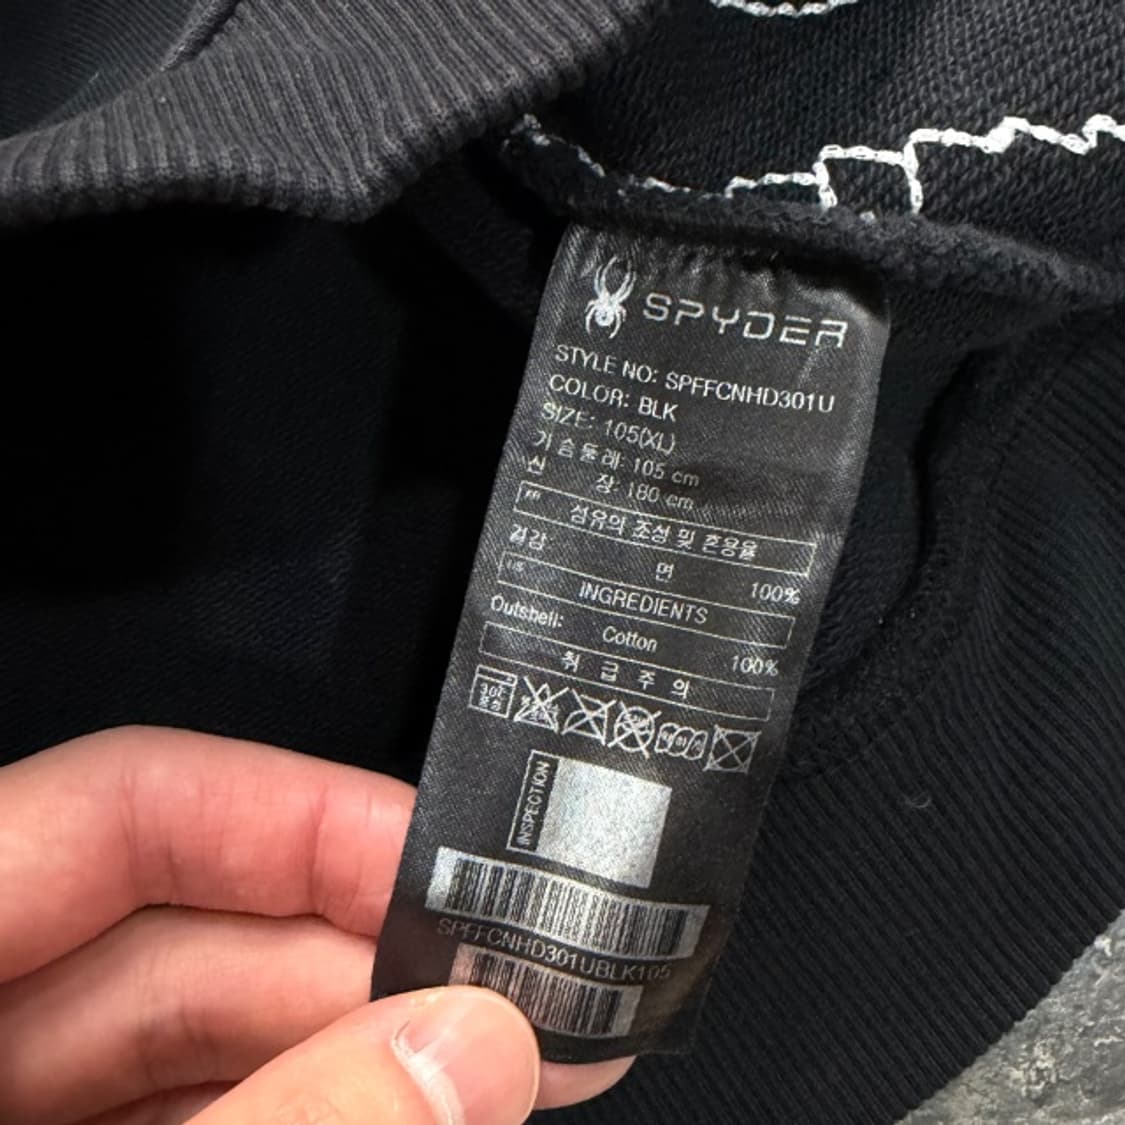 SPYDER
STYLE NO: SPFFCNHD301U
COLOR: BLK
SIZE: 105(XL)
가슴둘레: 105 cm
신 장: 180 cm
섬유의 조성 및 혼용율
겉감 면 100%
INGREDIENTS
Outshell: Cotton 100%
취급주의
INSPECTION
SPFFCNHD301UBLK105